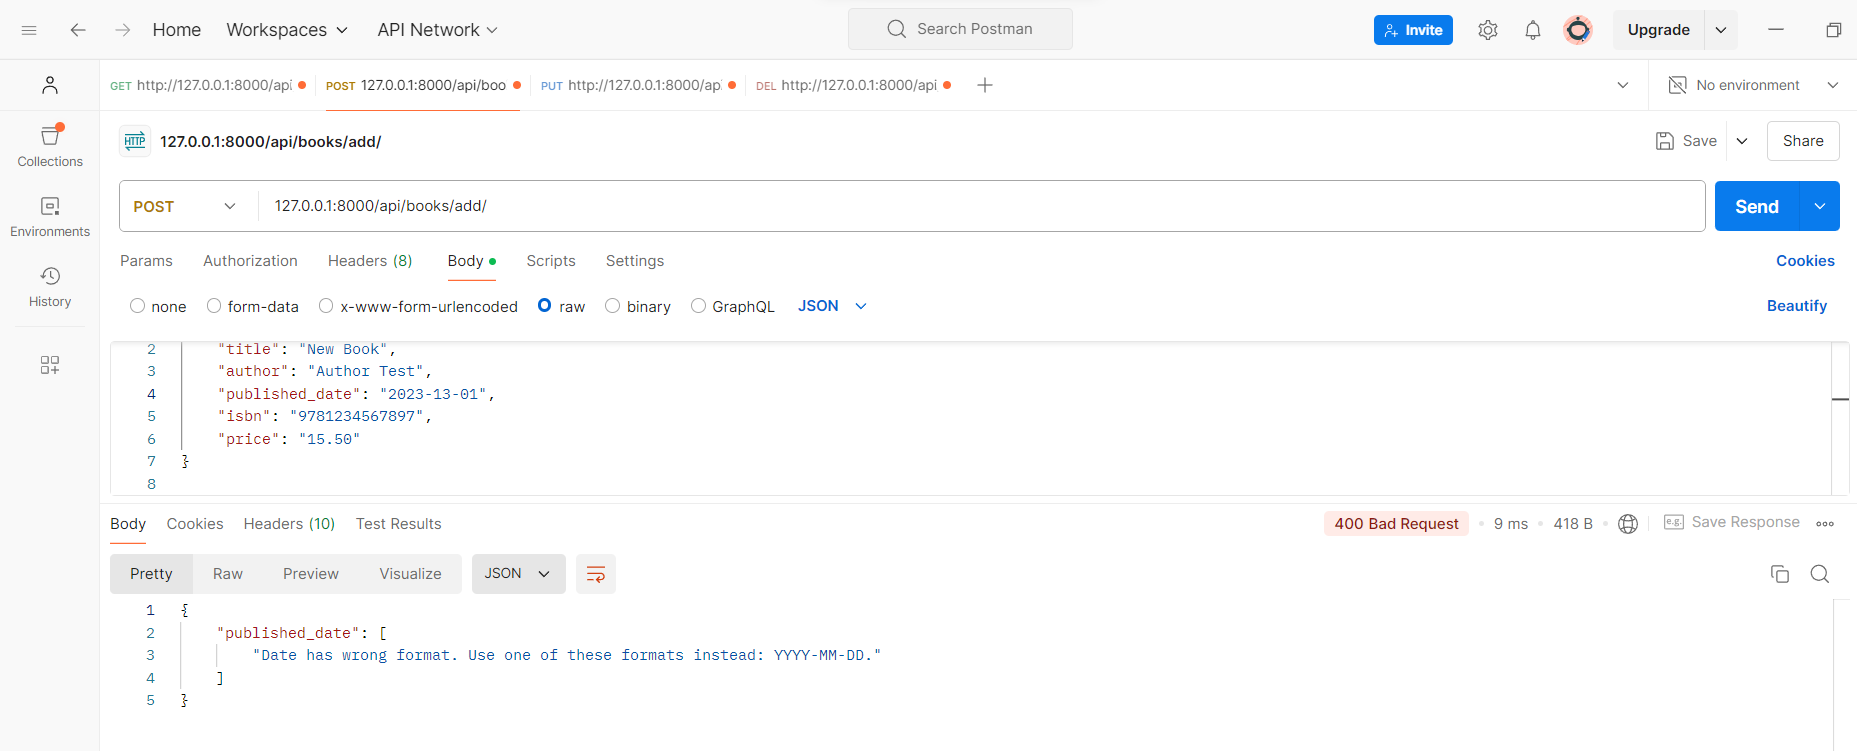 Home Workspaces API Network Search Postman Invite Upgrade
GET http://127.0.0.1:8000/api POST 127.0.0.1:8000/api/boo PUT http://127.0.0.1:8000/ap DEL http://127.0.0.1:8000/api No environment
HTTP 127.0.0.1:8000/api/books/add/ Save Share
Collections
POST 127.0.0.1:8000/api/books/add/ Send
Environments
Params Authorization Headers (8) Body Scripts Settings Cookies
History
none form-data x-www-form-urlencoded raw binary GraphQL JSON Beautify
2 "title": "New Book",
3 "author": "Author Test",
4 "published_date": "2023-13-01",
5 "isbn": "9781234567897",
6 "price": "15.50"
7 }
8
Body Cookies Headers (10) Test Results 400 Bad Request 9 ms 418 B e.g. Save Response
Pretty Raw Preview Visualize JSON
1 {
2 "published_date": [
3 "Date has wrong format. Use one of these formats instead: YYYY-MM-DD."
4 ]
5 }